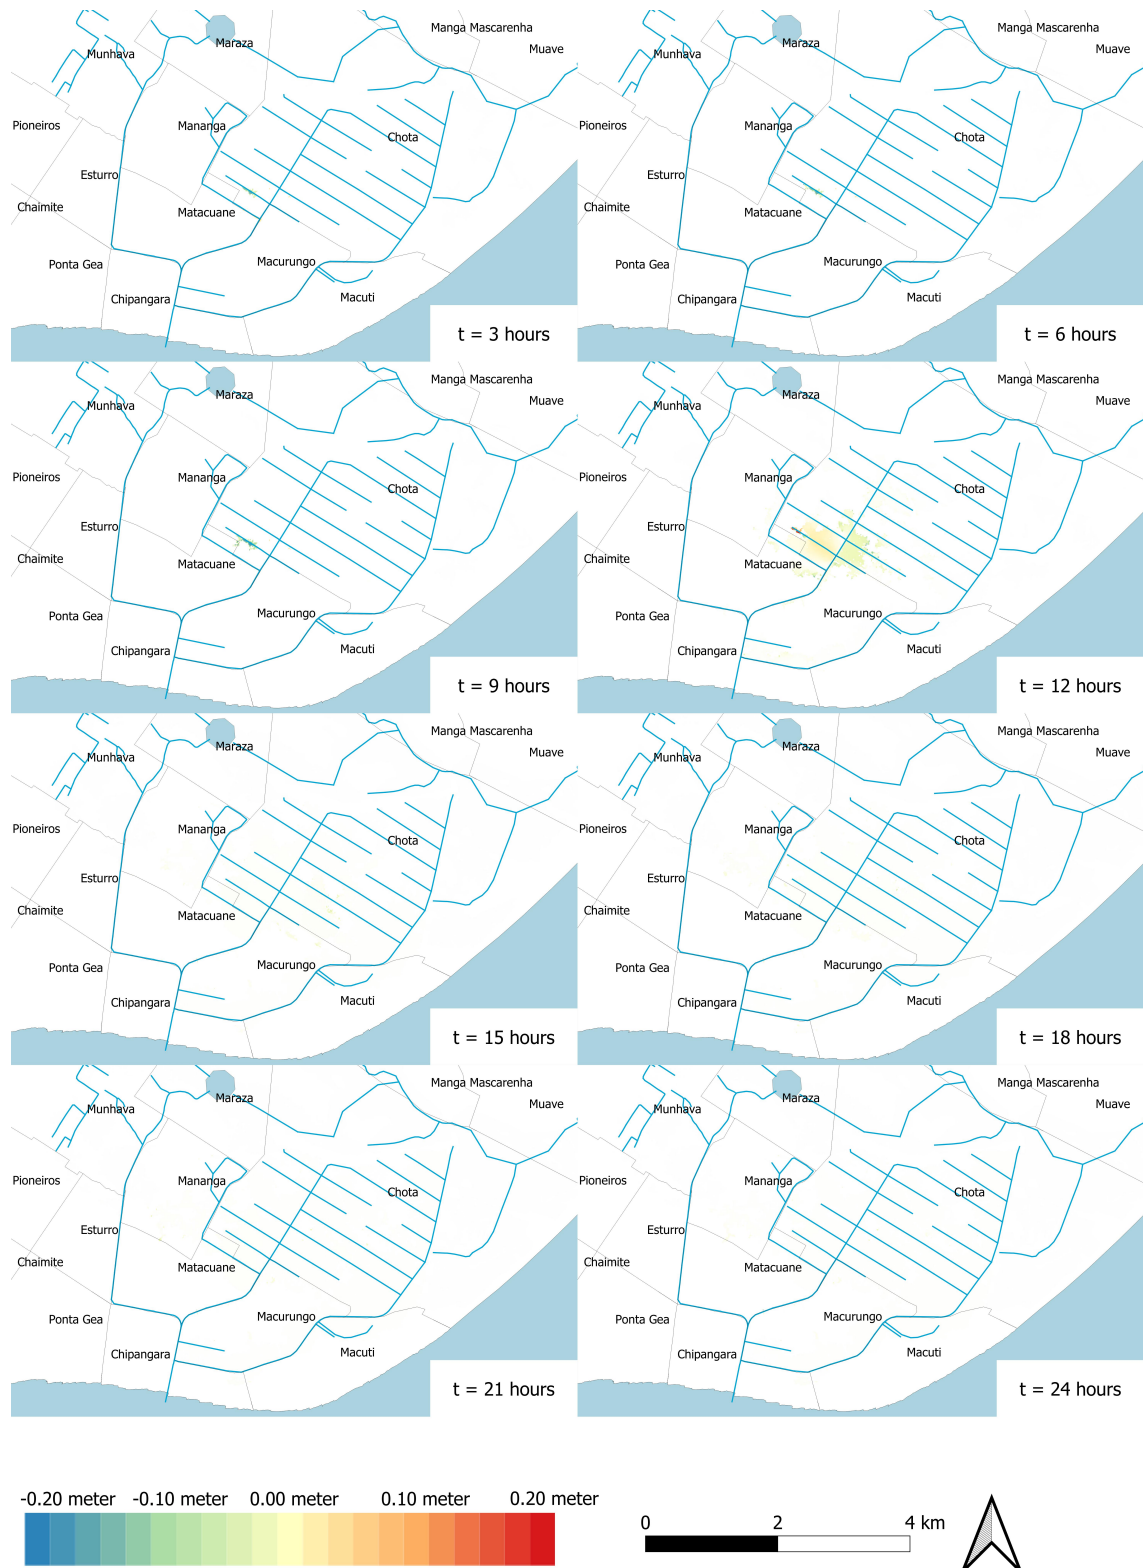 Manga Mascarenha
Muave
Maraza
Munhava
Pioneiros
Mananga
Chota
Esturro
Chaimite
Matacuane
Ponta Gea
Macurungo
Chipangara
Macuti
t = 3 hours
Manga Mascarenha
Muave
Maraza
Munhava
Pioneiros
Mananga
Chota
Esturro
Chaimite
Matacuane
Ponta Gea
Macurungo
Chipangara
Macuti
t = 6 hours
Manga Mascarenha
Muave
Maraza
Munhava
Pioneiros
Mananga
Chota
Esturro
Chaimite
Matacuane
Ponta Gea
Macurungo
Chipangara
Macuti
t = 9 hours
Manga Mascarenha
Muave
Maraza
Munhava
Pioneiros
Mananga
Chota
Esturro
Chaimite
Matacuane
Ponta Gea
Macurungo
Chipangara
Macuti
t = 12 hours
Manga Mascarenha
Muave
Maraza
Munhava
Pioneiros
Mananga
Chota
Esturro
Chaimite
Matacuane
Ponta Gea
Macurungo
Chipangara
Macuti
t = 15 hours
Manga Mascarenha
Muave
Maraza
Munhava
Pioneiros
Mananga
Chota
Esturro
Chaimite
Matacuane
Ponta Gea
Macurungo
Chipangara
Macuti
t = 18 hours
Manga Mascarenha
Muave
Maraza
Munhava
Pioneiros
Mananga
Chota
Esturro
Chaimite
Matacuane
Ponta Gea
Macurungo
Chipangara
Macuti
t = 21 hours
Manga Mascarenha
Muave
Maraza
Munhava
Pioneiros
Mananga
Chota
Esturro
Chaimite
Matacuane
Ponta Gea
Macurungo
Chipangara
Macuti
t = 24 hours
-0.20 meter -0.10 meter 0.00 meter 0.10 meter 0.20 meter
0 2 4 km